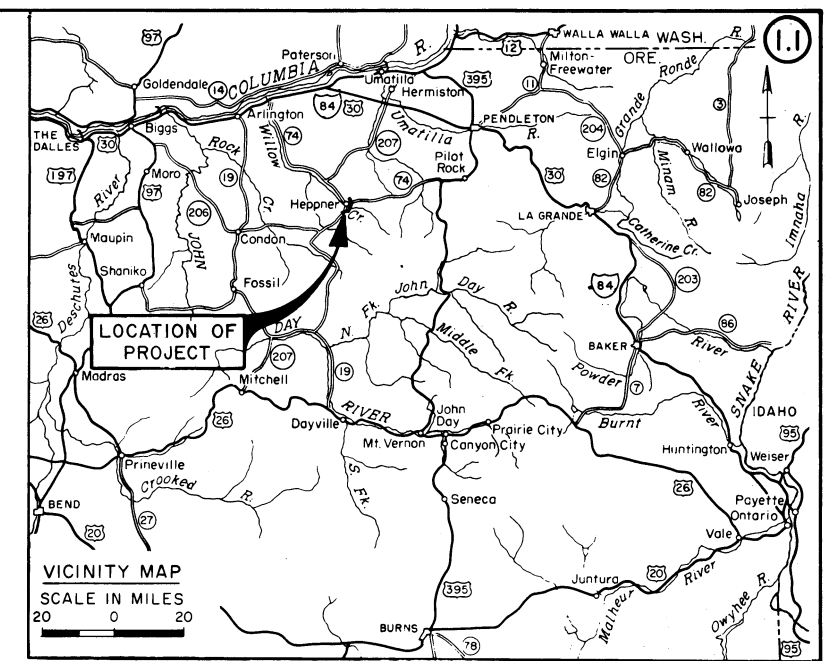 1.1
97
Paterson
COLUMBIA R.
12
WALLA WALLA WASH.
ORE.
Goldendale
14
Umatilla
Hermiston
395
Milton-
Freewater
Grande Ronde R.
11
3
84
30
Arlington
THE
DALLES
30
Biggs
Rock Cr.
Willow Cr.
74
Umatilla R.
207
PENDLETON
204
Elgin
Wallowa
197
River
97
Moro
19
Pilot
Rock
30
82
Minam R.
82
Joseph
Imnaha R.
206
Heppner
74
LA GRANDE
Catherine Cr.
Maupin
JOHN
Condon
203
Shaniko
Fossil
84
Deschutes
John Day R.
86
26
LOCATION OF
PROJECT
DAY
N. Fk.
Middle Fk.
BAKER
River
SNAKE RIVER
207
19
Powder
7
Madras
Mitchell
RIVER
John
Day
Burnt River
IDAHO
26
Dayville
Mt. Vernon
Prairie City
Canyon City
Huntington
95
Weiser
Prineville
S. Fk.
Crooked R.
Seneca
26
Payette
Ontario
BEND
20
27
Vale
VICINITY MAP
SCALE IN MILES
20 0 20
395
Juntura
20
River
Malheur
Owyhee R.
BURNS
78
95